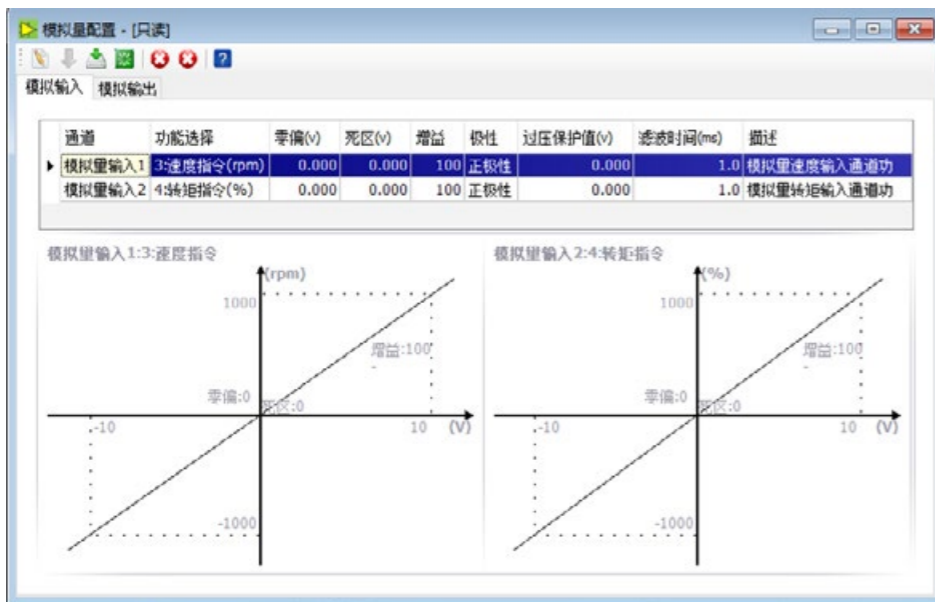 模拟量配置 - [只读]
模拟输入 模拟输出
通道 功能选择 零偏(v) 死区(v) 增益 极性 过压保护值(v) 滤波时间(ms) 描述
模拟量输入1 3:速度指令(rpm) 0.000 0.000 100 正极性 0.000 1.0 模拟量速度输入通道功
模拟量输入2 4:转矩指令(%) 0.000 0.000 100 正极性 0.000 1.0 模拟量转矩输入通道功
模拟量输入1:3:速度指令 模拟量输入2:4:转矩指令
(rpm) (%)
1000 1000
增益:100 增益:100
零偏:0 零偏:0
死区:0 死区:0
-10 10 (V) -10 10 (V)
-1000 -1000